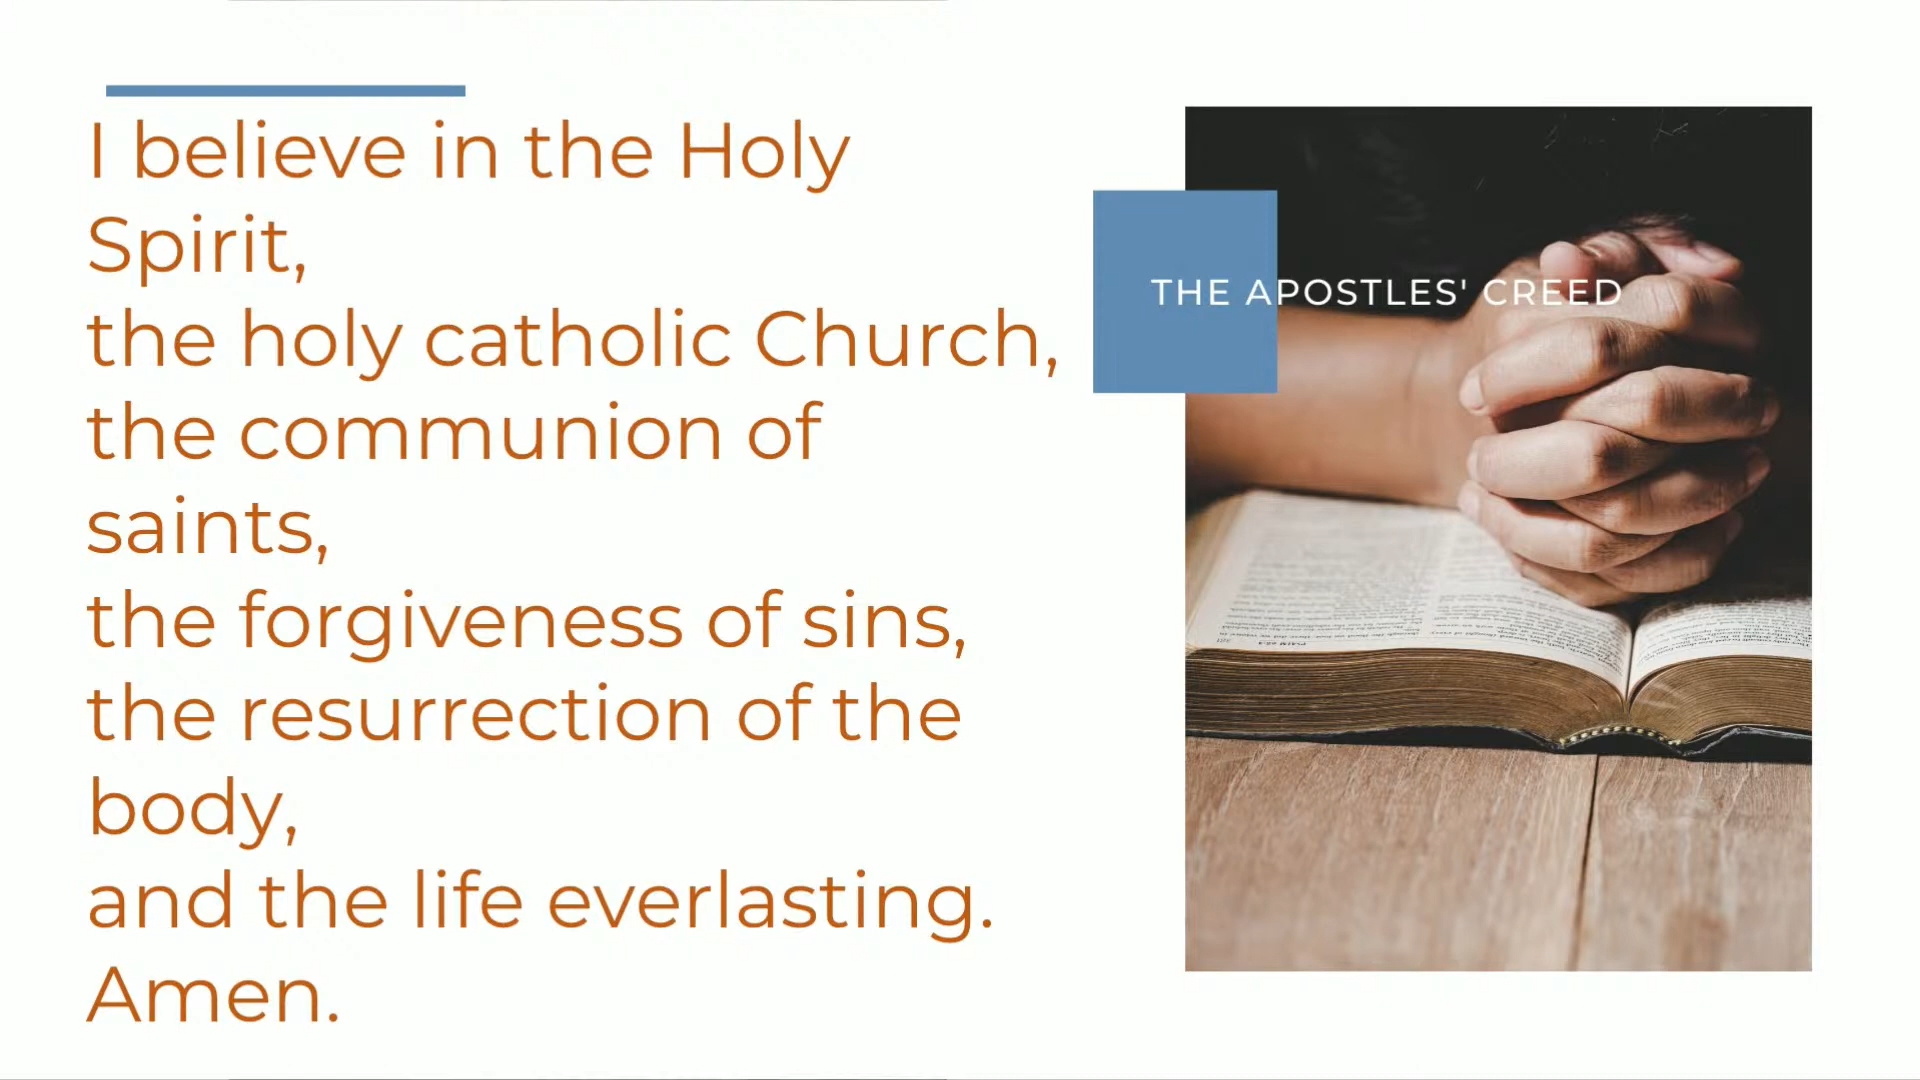 I believe in the Holy
Spirit,
the holy catholic Church,
the communion of
saints,
the forgiveness of sins,
the resurrection of the
body,
and the life everlasting.
Amen.
THE APOSTLES' CREED